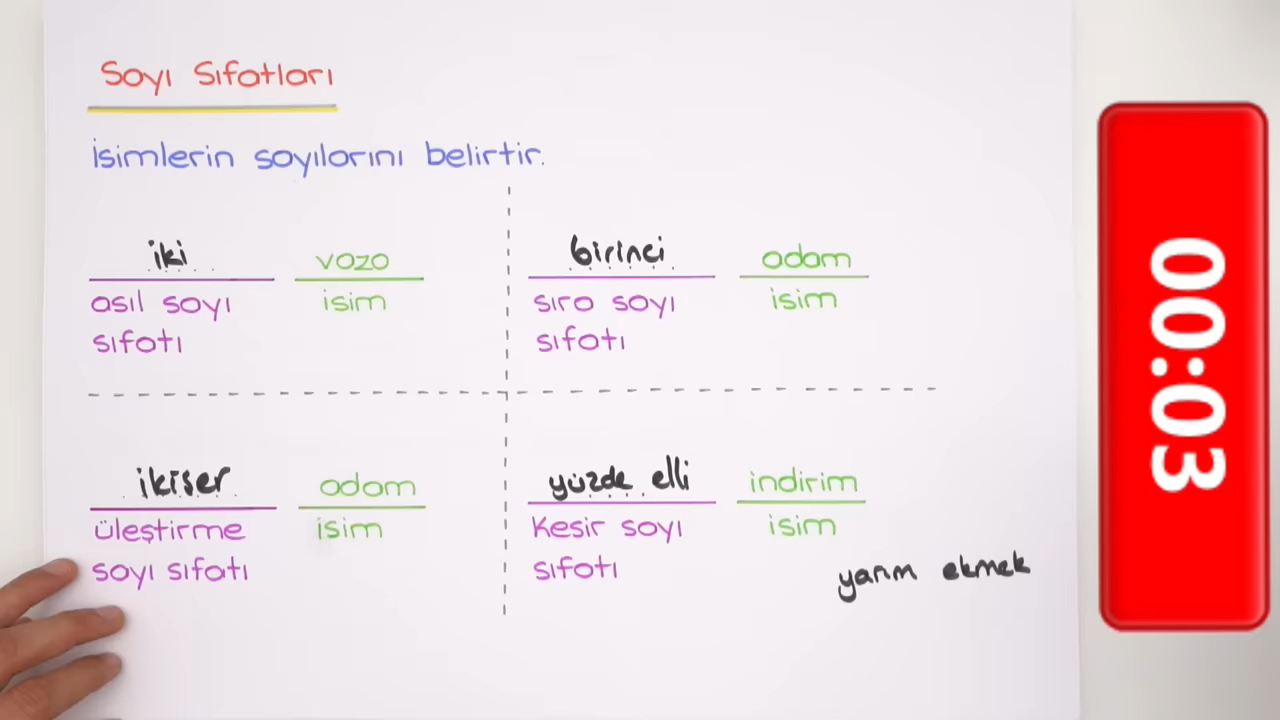 Sayı Sıfatları
İsimlerin sayılarını belirtir.
iki vazo
asıl sayı isim
sıfatı
birinci adam
sıra sayı isim
sıfatı
ikişer adam
üleştirme isim
sayı sıfatı
yüzde elli indirim
kesir sayı isim
sıfatı
yarım ekmek
00:03